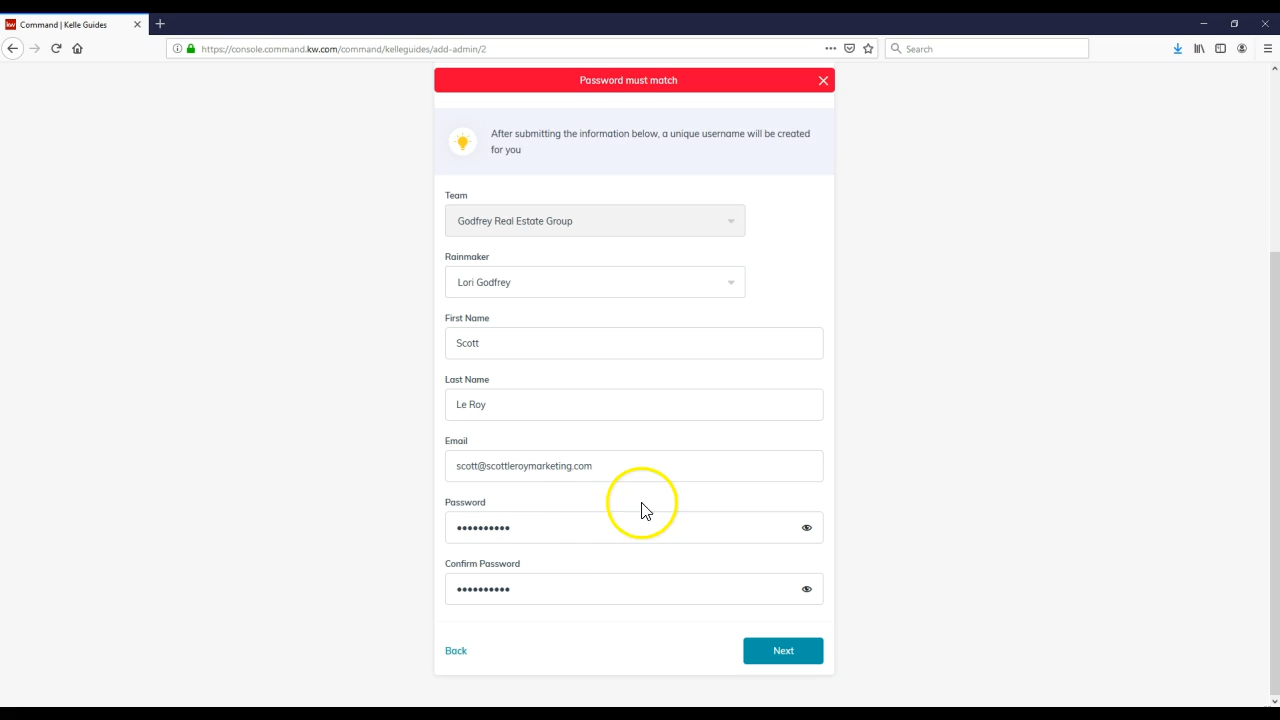 kw Command | Kelle Guides
https://console.command.kw.com/command/kelleguides/add-admin/2
Search
Password must match
After submitting the information below, a unique username will be created
for you
Team
Godfrey Real Estate Group
Rainmaker
Lori Godfrey
First Name
Scott
Last Name
Le Roy
Email
scott@scottleroymarketing.com
Password
••••••••••
Confirm Password
••••••••••
Back
Next